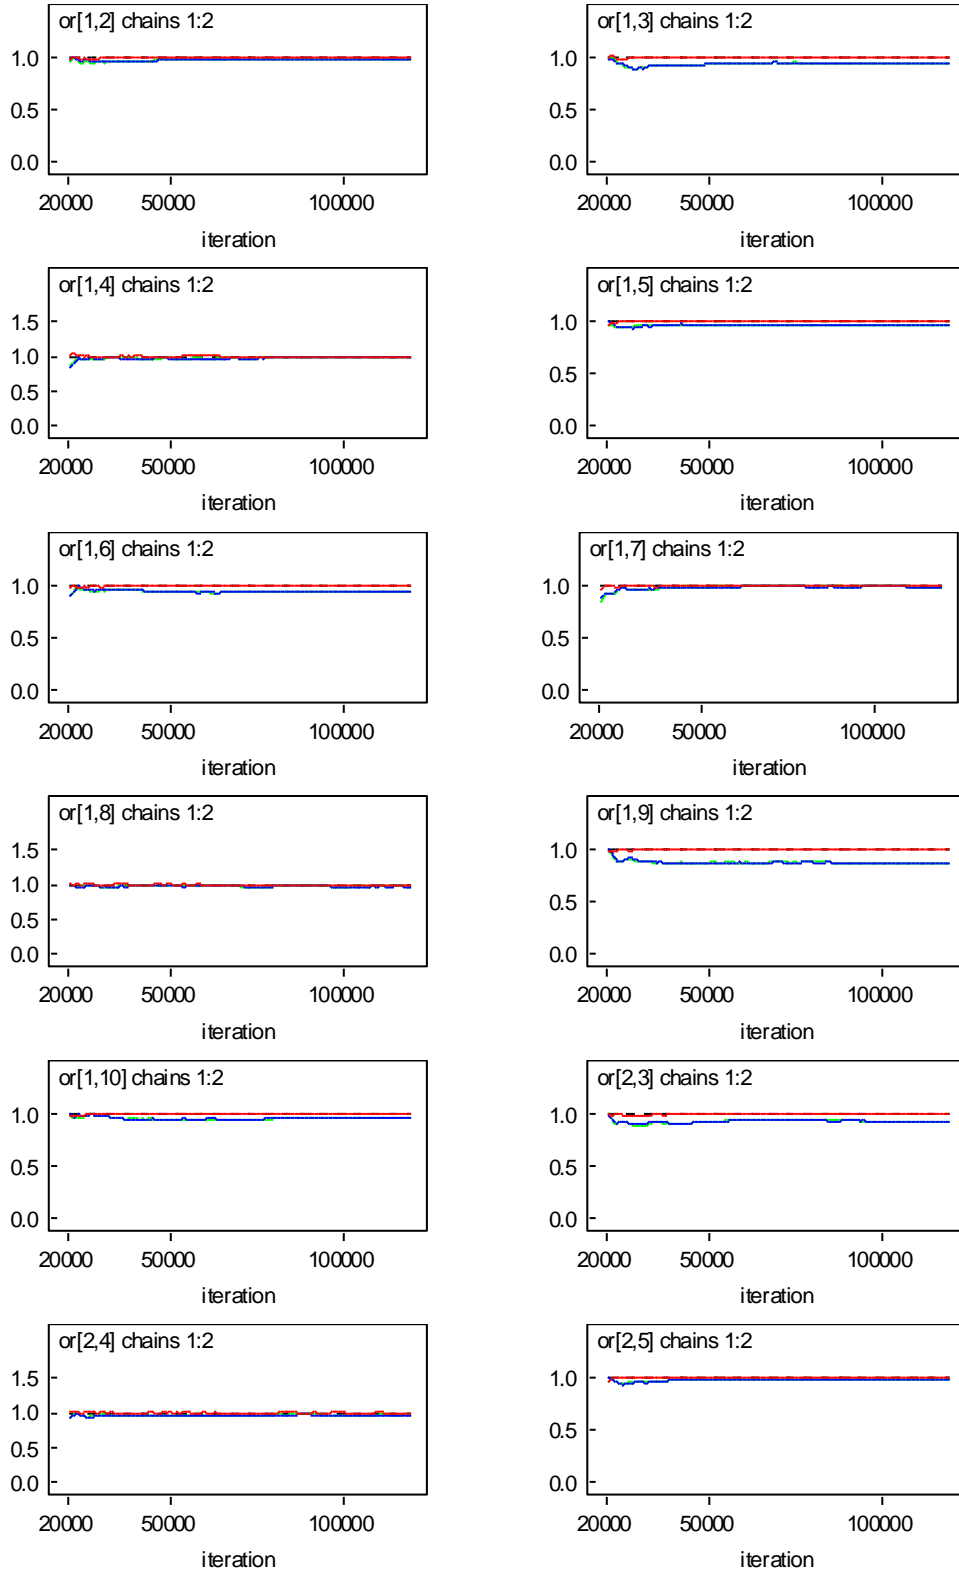 or[1,2] chains 1:2
1.0
0.5
0.0
20000 50000 100000
iteration
or[1,3] chains 1:2
1.0
0.5
0.0
20000 50000 100000
iteration
or[1,4] chains 1:2
1.5
1.0
0.5
0.0
20000 50000 100000
iteration
or[1,5] chains 1:2
1.0
0.5
0.0
20000 50000 100000
iteration
or[1,6] chains 1:2
1.0
0.5
0.0
20000 50000 100000
iteration
or[1,7] chains 1:2
1.0
0.5
0.0
20000 50000 100000
iteration
or[1,8] chains 1:2
1.5
1.0
0.5
0.0
20000 50000 100000
iteration
or[1,9] chains 1:2
1.0
0.5
0.0
20000 50000 100000
iteration
or[1,10] chains 1:2
1.0
0.5
0.0
20000 50000 100000
iteration
or[2,3] chains 1:2
1.0
0.5
0.0
20000 50000 100000
iteration
or[2,4] chains 1:2
1.5
1.0
0.5
0.0
20000 50000 100000
iteration
or[2,5] chains 1:2
1.0
0.5
0.0
20000 50000 100000
iteration